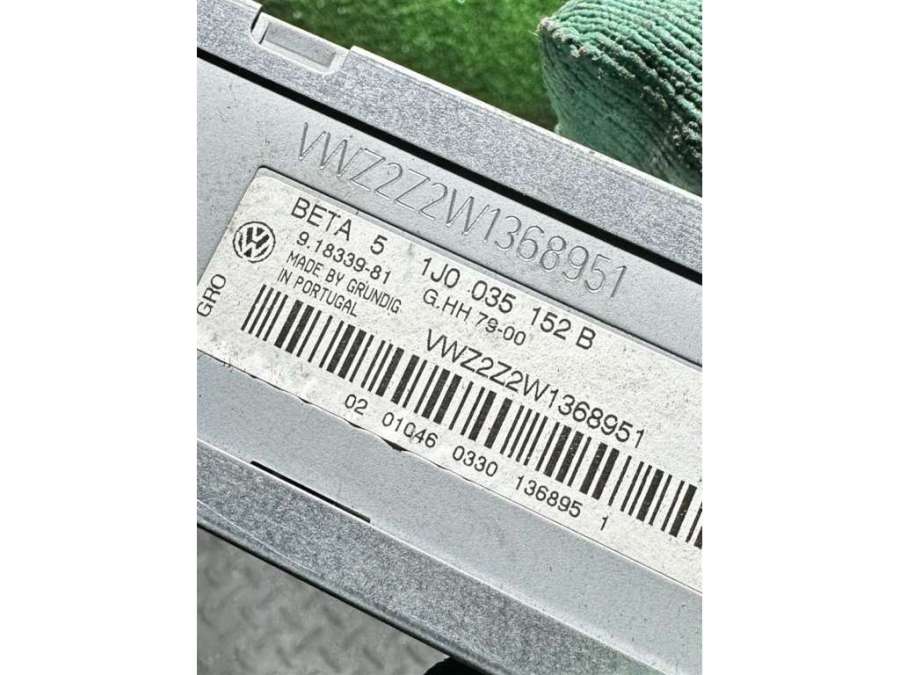 VWZ2Z2W1368951
BETA 5 1J0 035 152 B
9.18339-81 G.HH 79-00
MADE BY GRUNDIG
IN PORTUGAL
VWZ2Z2W1368951
GRO
02 01046 0330 136895 1